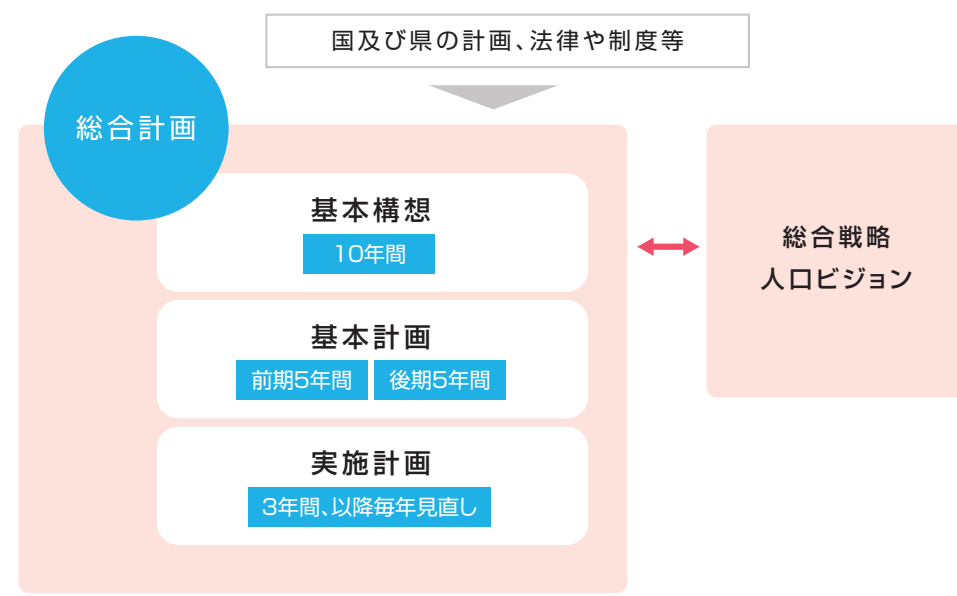 国及び県の計画、法律や制度等
総合計画
基本構想
10年間
基本計画
前期5年間
後期5年間
実施計画
3年間、以降毎年見直し
総合戦略
人口ビジョン